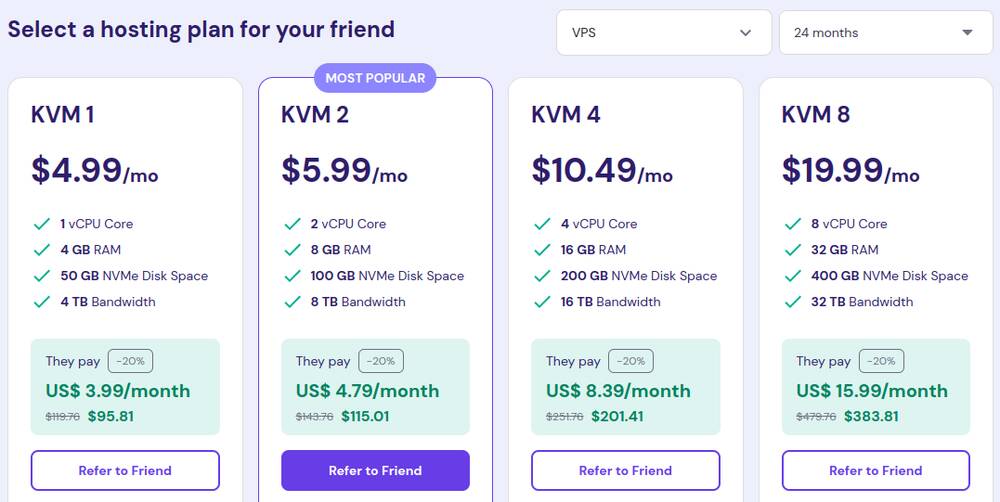 Select a hosting plan for your friend
VPS
24 months
KVM 1
$4.99/mo
1 vCPU Core
4 GB RAM
50 GB NVMe Disk Space
4 TB Bandwidth
They pay -20%
US$ 3.99/month
$119.76 $95.81
Refer to Friend
MOST POPULAR
KVM 2
$5.99/mo
2 vCPU Core
8 GB RAM
100 GB NVMe Disk Space
8 TB Bandwidth
They pay -20%
US$ 4.79/month
$143.76 $115.01
Refer to Friend
KVM 4
$10.49/mo
4 vCPU Core
16 GB RAM
200 GB NVMe Disk Space
16 TB Bandwidth
They pay -20%
US$ 8.39/month
$251.76 $201.41
Refer to Friend
KVM 8
$19.99/mo
8 vCPU Core
32 GB RAM
400 GB NVMe Disk Space
32 TB Bandwidth
They pay -20%
US$ 15.99/month
$479.76 $383.81
Refer to Friend